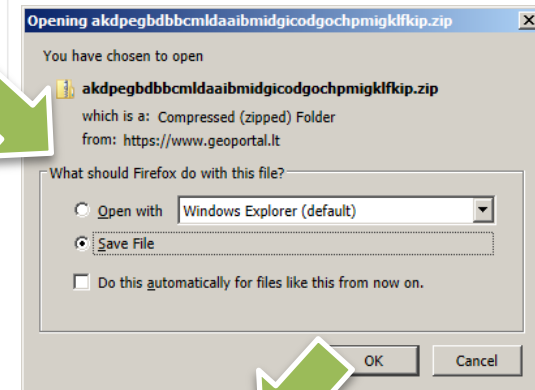 Opening akdpegbdbbcmldaaibmidgicodgochpmigklfkip.zip
You have chosen to open
akdpegbdbbcmldaaibmidgicodgochpmigklfkip.zip
which is a: Compressed (zipped) Folder
from: https://www.geoportal.lt
What should Firefox do with this file?
Open with Windows Explorer (default)
Save File
Do this automatically for files like this from now on.
OK Cancel